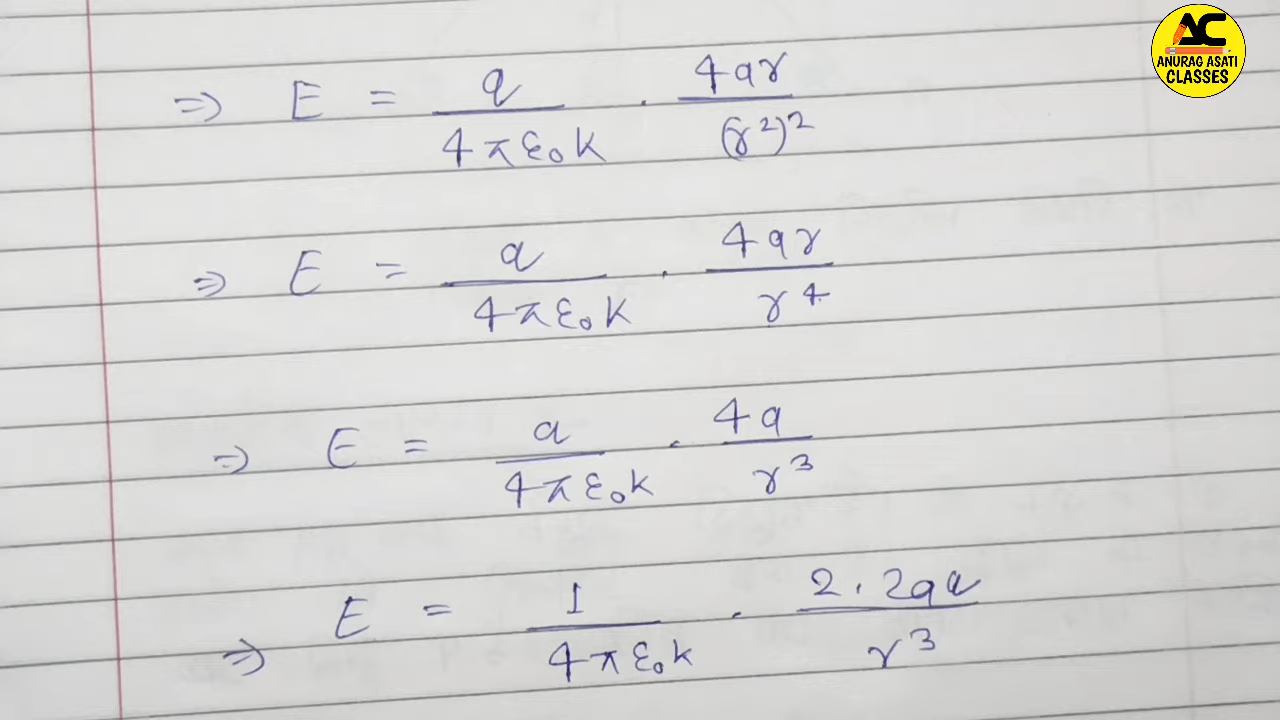 AC
ANURAG ASATI
CLASSES
⇒ E = q / 4πε₀k · 4ar / (r²)²
⇒ E = q / 4πε₀k · 4ar / r⁴
⇒ E = q / 4πε₀k · 4a / r³
⇒ E = 1 / 4πε₀k · 2·2aq / r³